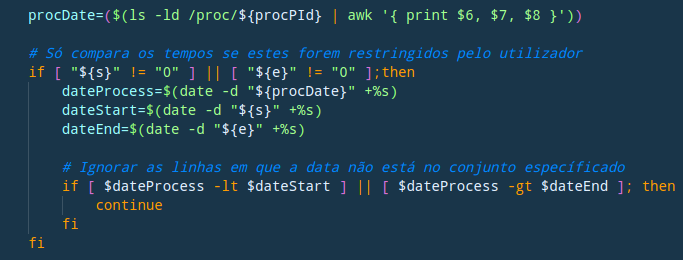 procDate=($(ls -ld /proc/${procPId} | awk '{ print $6, $7, $8 }'))
# Só compara os tempos se estes forem restringidos pelo utilizador
if [ "${s}" != "0" ] || [ "${e}" != "0" ];then
dateProcess=$(date -d "${procDate}" +%s)
dateStart=$(date -d "${s}" +%s)
dateEnd=$(date -d "${e}" +%s)
# Ignorar as linhas em que a data não está no conjunto específicado
if [ $dateProcess -lt $dateStart ] || [ $dateProcess -gt $dateEnd ]; then
continue
fi
fi